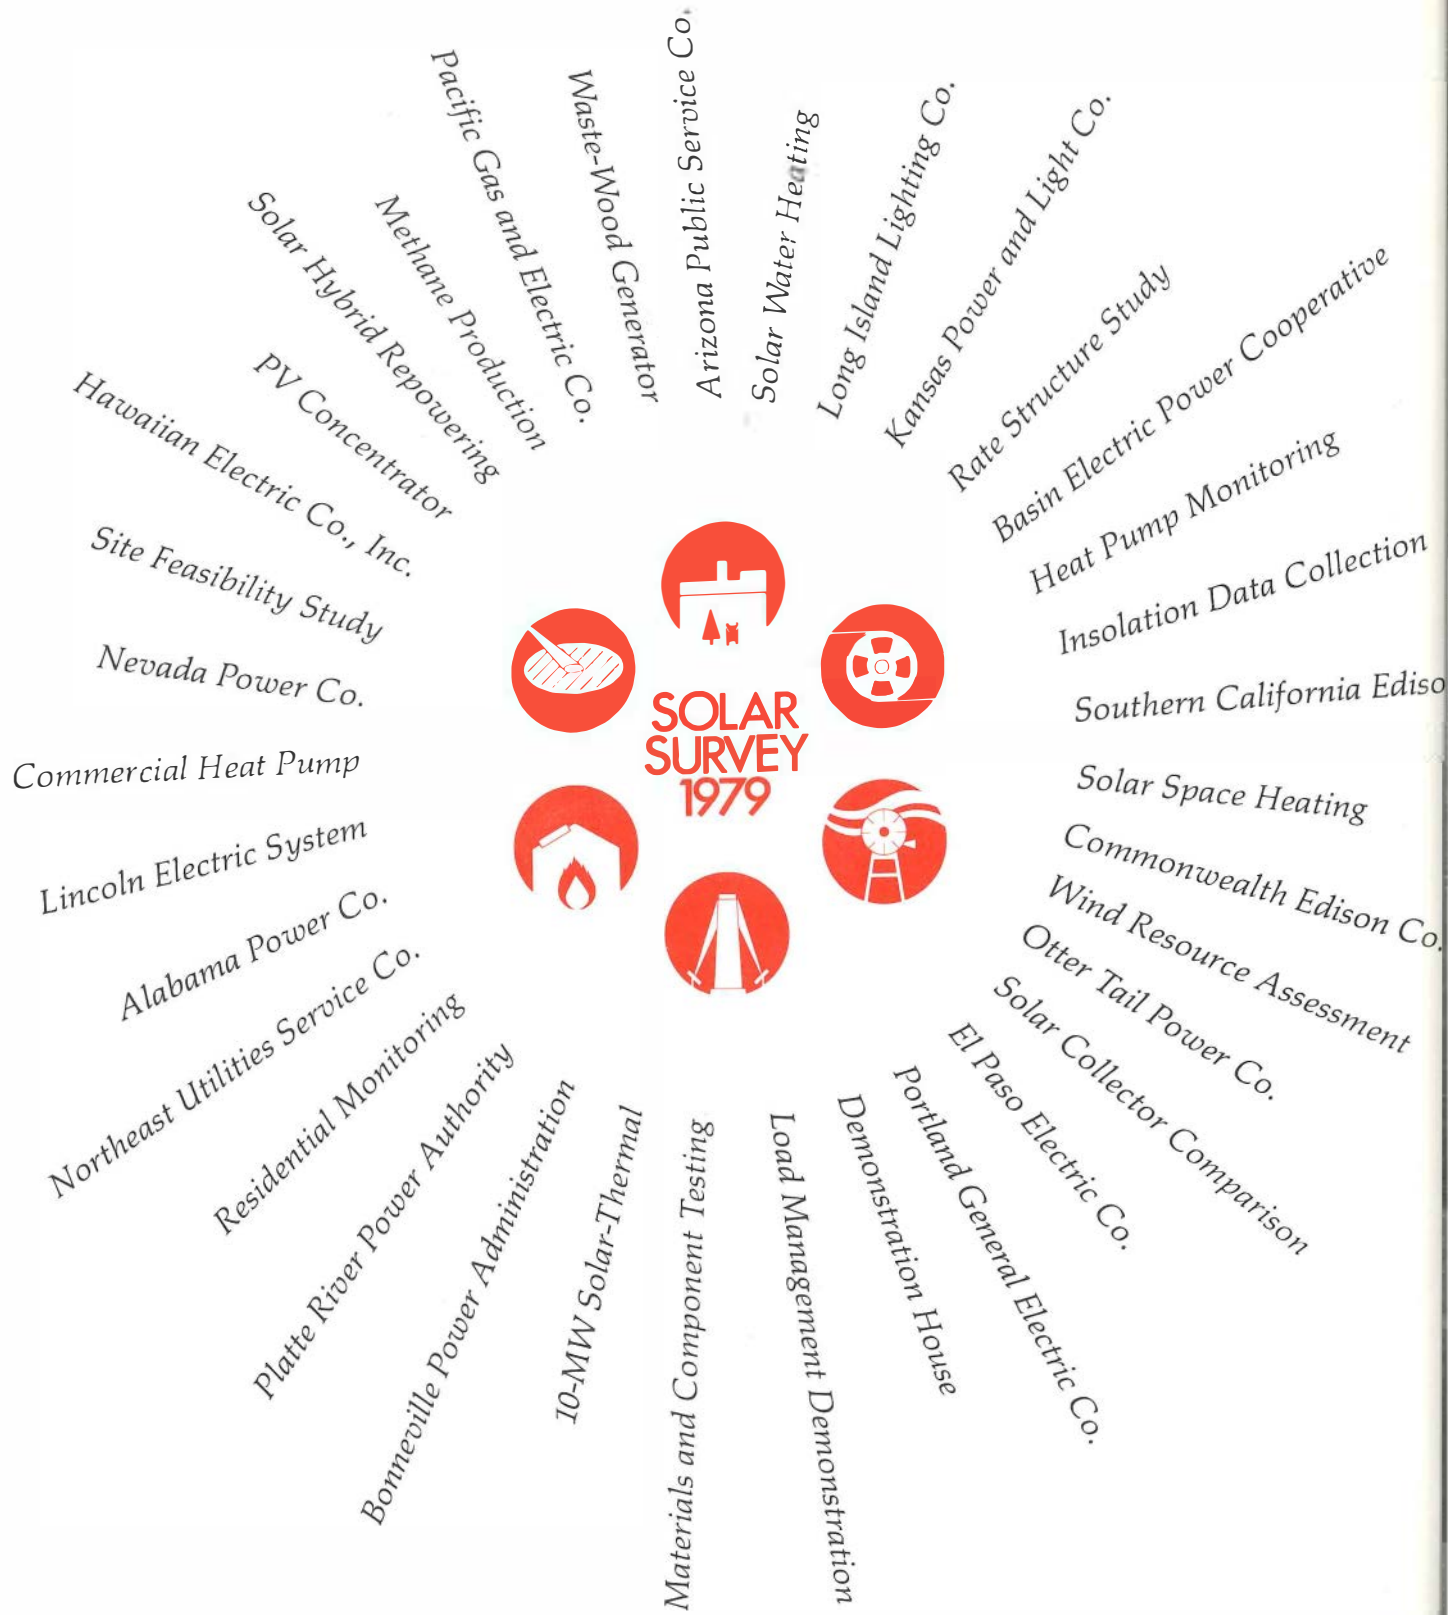 Arizona Public Service Co.
Solar Water Heating
Long Island Lighting Co.
Kansas Power and Light Co.
Rate Structure Study
Basin Electric Power Cooperative
Heat Pump Monitoring
Insolation Data Collection
Southern California Ediso
Solar Space Heating
Commonwealth Edison Co.
Wind Resource Assessment
Otter Tail Power Co.
Solar Collector Comparison
El Paso Electric Co.
Portland General Electric Co.
Demonstration House
Load Management Demonstration
Materials and Component Testing
10-MW Solar-Thermal
Bonneville Power Administration
Platte River Power Authority
Residential Monitoring
Northeast Utilities Service Co.
Alabama Power Co.
Lincoln Electric System
Commercial Heat Pump
Nevada Power Co.
Site Feasibility Study
Hawaiian Electric Co., Inc.
PV Concentrator
Solar Hybrid Repowering
Methane Production
Pacific Gas and Electric Co.
Waste-Wood Generator
SOLAR
SURVEY
1979